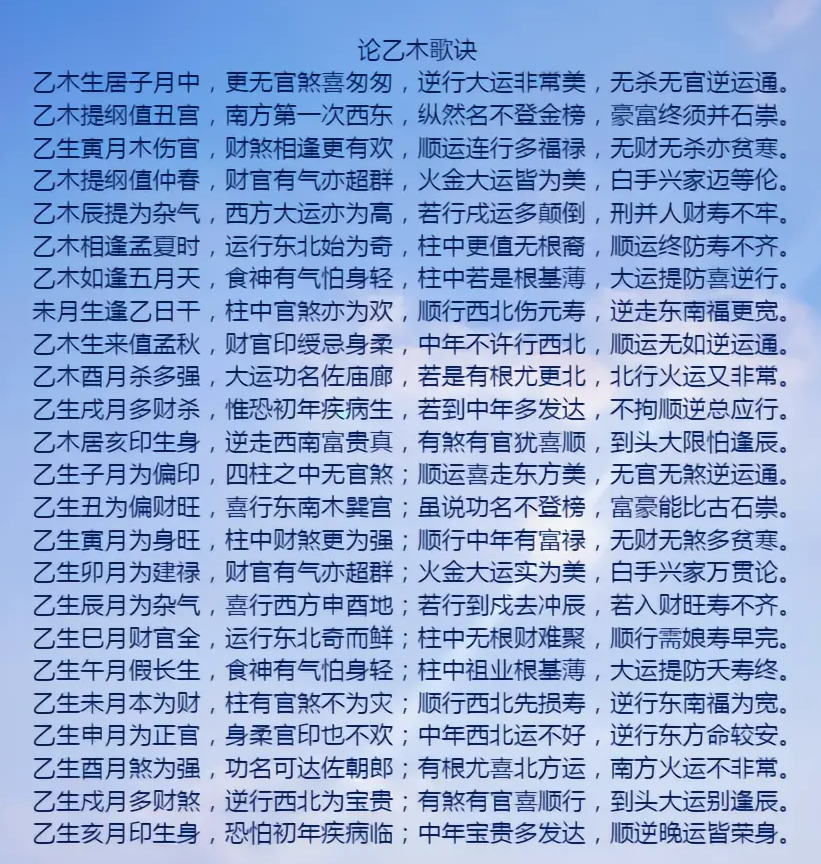 论乙木歌诀
乙木生居子月中，更无官煞喜匆匆，逆行大运非常美，无杀无官逆运通。
乙木提纲值丑宫，南方第一次西东，纵然名不登金榜，豪富终须并石崇。
乙生寅月木伤官，财煞相逢更有欢，顺运连行多福禄，无财无杀亦贫寒。
乙木提纲值仲春，财官有气亦超群，火金大运皆为美，白手兴家迈等伦。
乙木辰提为杂气，西方大运亦为高，若行戌运多颠倒，刑并人财寿不牢。
乙木相逢孟夏时，运行东北始为奇，柱中更值无根裔，顺运终防寿不齐。
乙木如逢五月天，食神有气怕身轻，柱中若是根基薄，大运提防喜逆行。
未月生逢乙日干，柱中官煞亦为欢，顺行西北伤元寿，逆走东南福更宽。
乙木生来值孟秋，财官印绶忌身柔，中年不许行西北，顺运无如逆运通。
乙木酉月杀多强，大运功名佐庙廊，若是有根尤更北，北行火运又非常。
乙生戌月多财杀，惟恐初年疾病生，若到中年多发达，不拘顺逆总应行。
乙木居亥印生身，逆走西南富贵真，有煞有官犹喜顺，到头大限怕逢辰。
乙生子月为偏印，四柱之中无官煞；顺运喜走东方美，无官无煞逆运通。
乙生丑为偏财旺，喜行东南木巽宫；虽说功名不登榜，富豪能比古石崇。
乙生寅月为身旺，柱中财煞更为强；顺行中年有富禄，无财无煞多贫寒。
乙生卯月为建禄，财官有气亦超群；火金大运实为美，白手兴家万贯论。
乙生辰月为杂气，喜行西方申酉地；若行到戍去冲辰，若入财旺寿不齐。
乙生巳月财官全，运行东北奇而鲜；柱中无根财难聚，顺行需娘寿早完。
乙生午月假长生，食神有气怕身轻；柱中祖业根基薄，大运提防夭寿终。
乙生未月本为财，柱有官煞不为灾；顺行西北先损寿，逆行东南福为宽。
乙生申月为正官，身柔官印也不欢；中年西北运不好，逆行东方命较安。
乙生酉月煞为强，功名可达佐朝郎；有根尤喜北方运，南方火运不非常。
乙生戍月多财煞，逆行西北为宝贵；有煞有官喜顺行，到头大运别逢辰。
乙生亥月印生身，恐怕初年疾病临；中年宝贵多发达，顺逆晚运皆荣身。